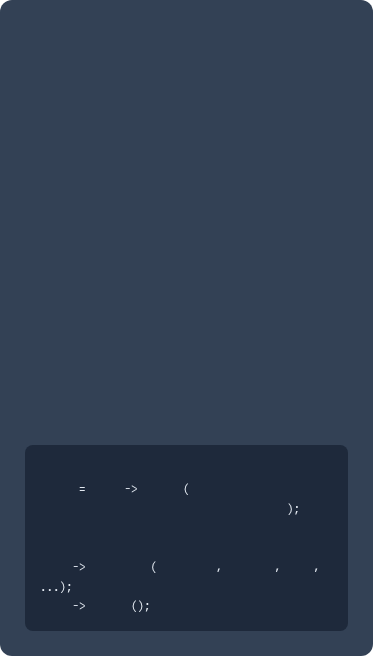 = -> (
);
-> ( , , ,
...);
-> ();